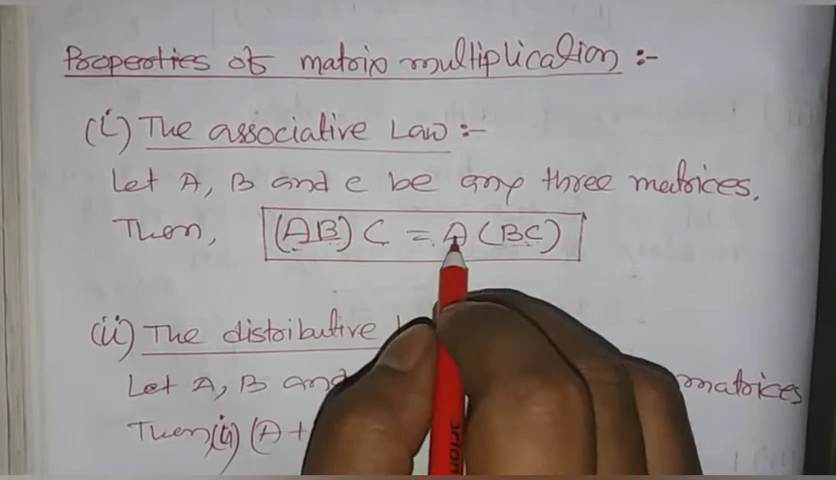 Properties of matrix multiplication :-
(i) The associative Law :-
Let A, B and C be any three matrices.
Then, (AB) C = A (BC)
(ii) The distributive
Let A, B and matrices
Then (i) (A +